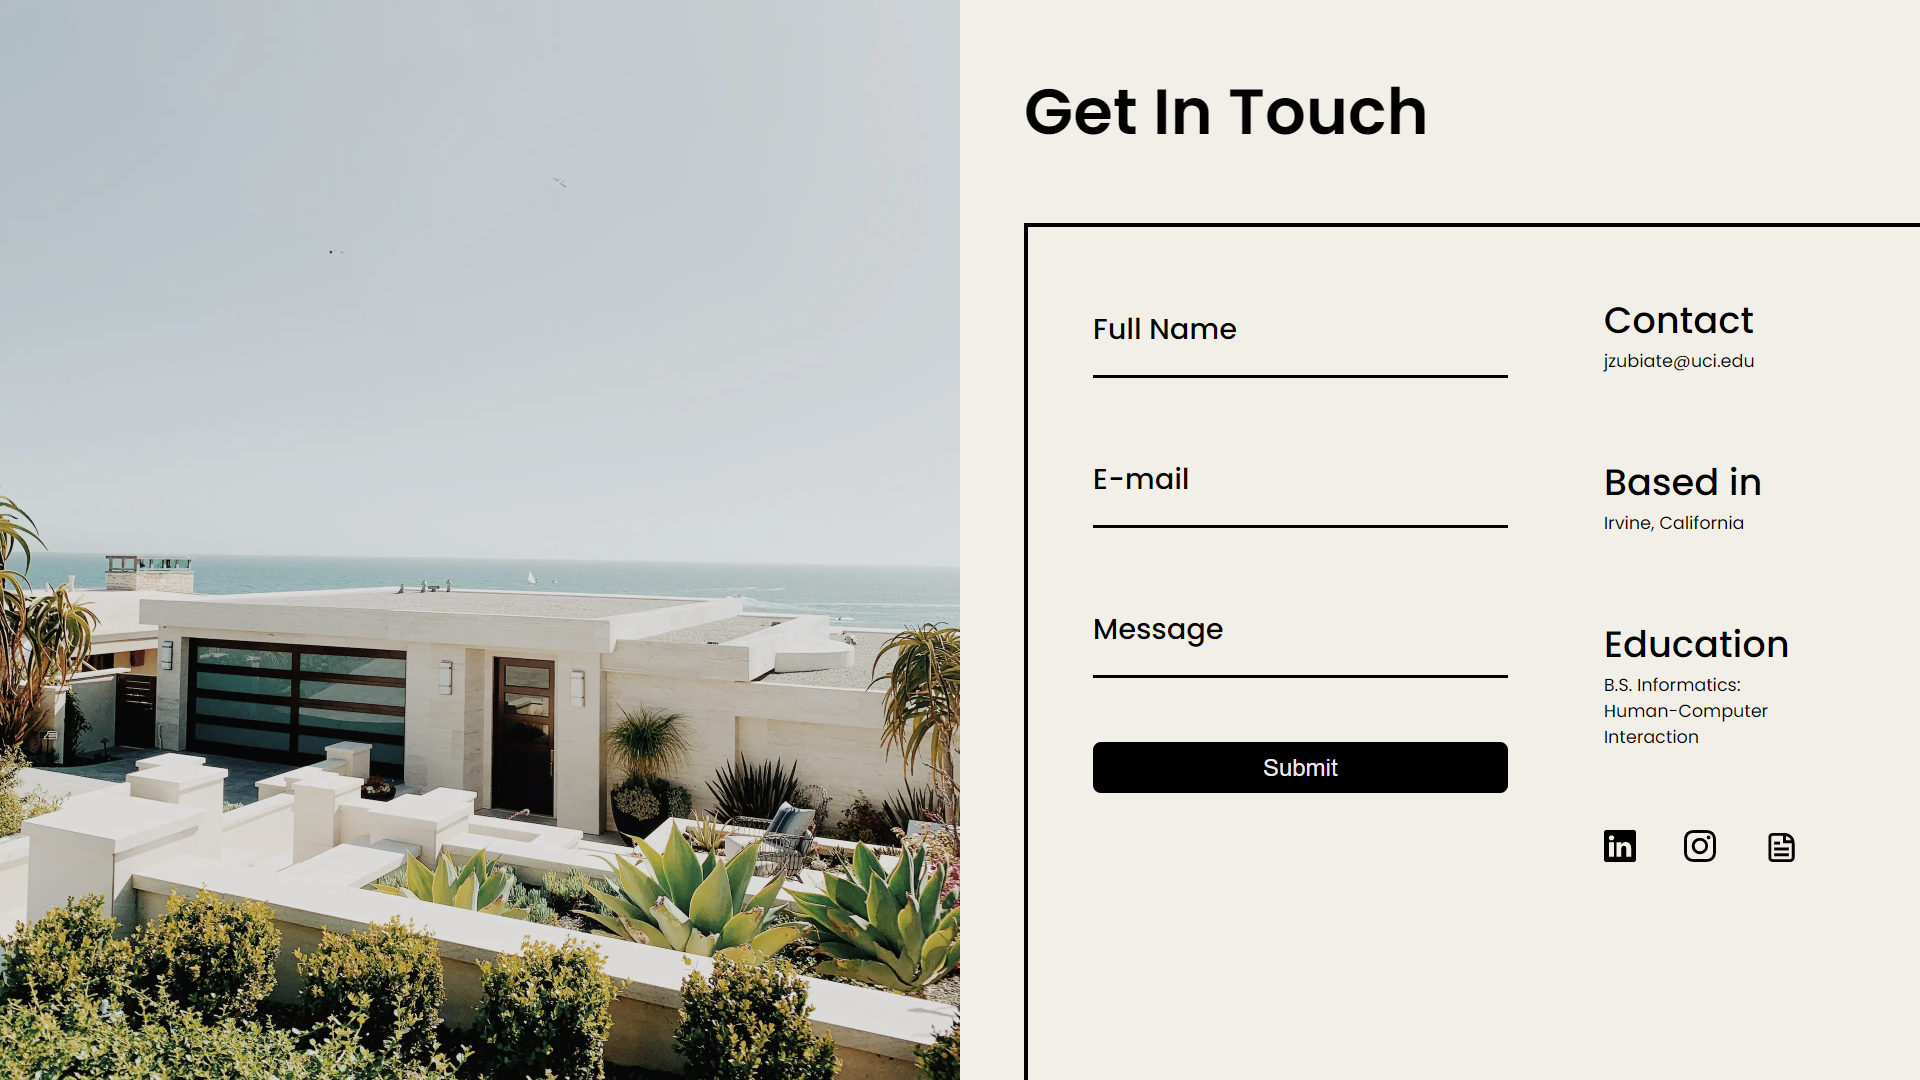 Get In Touch
Full Name
E-mail
Message
Submit
Contact
jzubiate@uci.edu
Based in
Irvine, California
Education
B.S. Informatics:
Human-Computer
Interaction
in